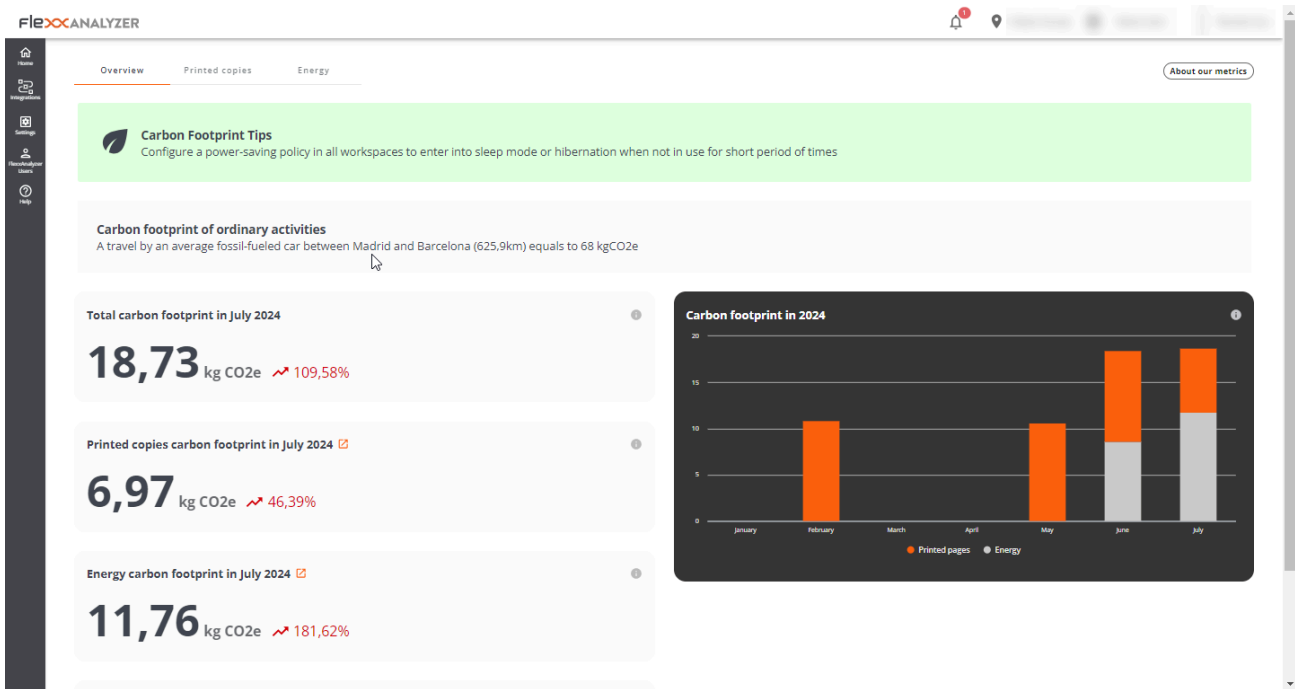 FlexxANALYZER
1
Home
Integrations
Settings
FlexxAnalyzer
Users
Help
Overview
Printed copies
Energy
About our metrics
Carbon Footprint Tips
Configure a power-saving policy in all workspaces to enter into sleep mode or hibernation when not in use for short period of times
Carbon footprint of ordinary activities
A travel by an average fossil-fueled car between Madrid and Barcelona (625,9km) equals to 68 kgCO2e
Total carbon footprint in July 2024
18,73 kg CO2e 109,58%
Printed copies carbon footprint in July 2024
6,97 kg CO2e 46,39%
Energy carbon footprint in July 2024
11,76 kg CO2e 181,62%
Carbon footprint in 2024
20
15
10
5
0
January February March April May June July
Printed pages Energy